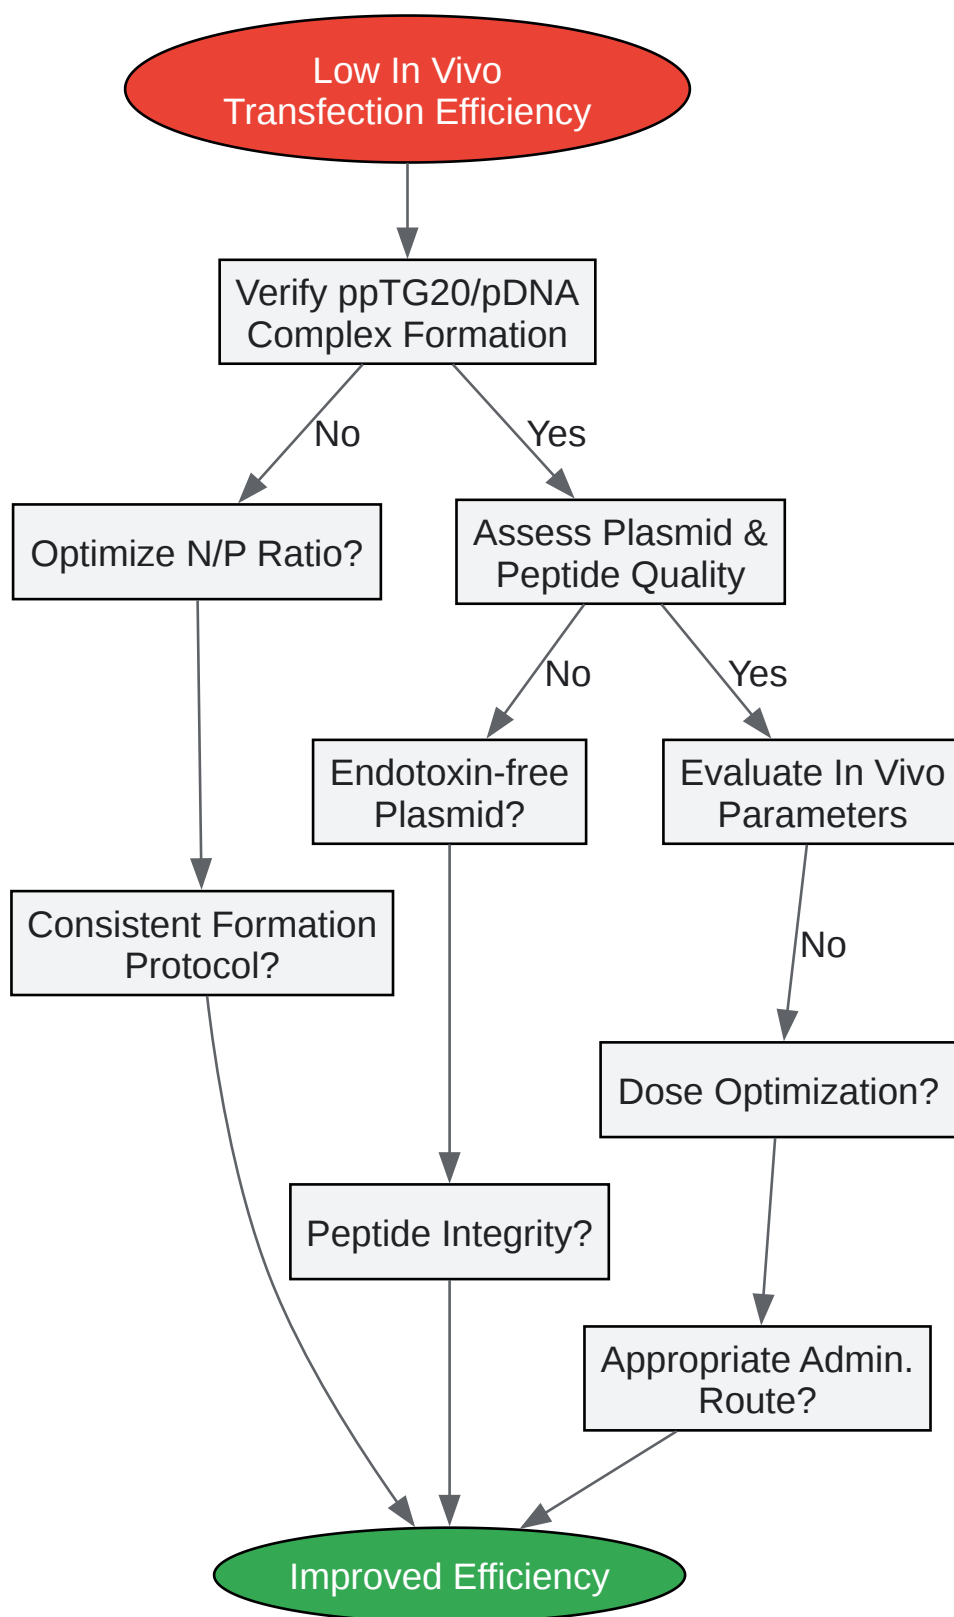 Low In Vivo
Transfection Efficiency
Verify ppTG20/pDNA
Complex Formation
No
Yes
Optimize N/P Ratio?
Assess Plasmid &
Peptide Quality
No
Yes
Endotoxin-free
Plasmid?
Evaluate In Vivo
Parameters
Consistent Formation
Protocol?
No
Dose Optimization?
Peptide Integrity?
Appropriate Admin.
Route?
Improved Efficiency